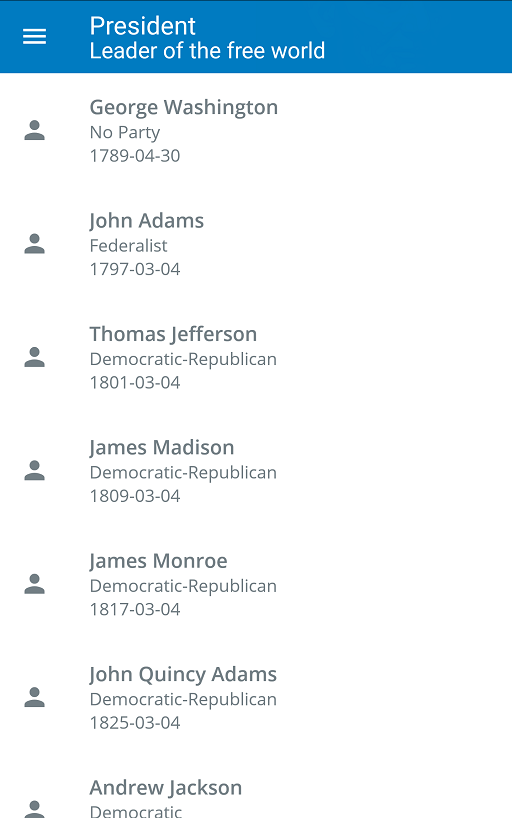 President
Leader of the free world
George Washington
No Party
1789-04-30
John Adams
Federalist
1797-03-04
Thomas Jefferson
Democratic-Republican
1801-03-04
James Madison
Democratic-Republican
1809-03-04
James Monroe
Democratic-Republican
1817-03-04
John Quincy Adams
Democratic-Republican
1825-03-04
Andrew Jackson
Democratic